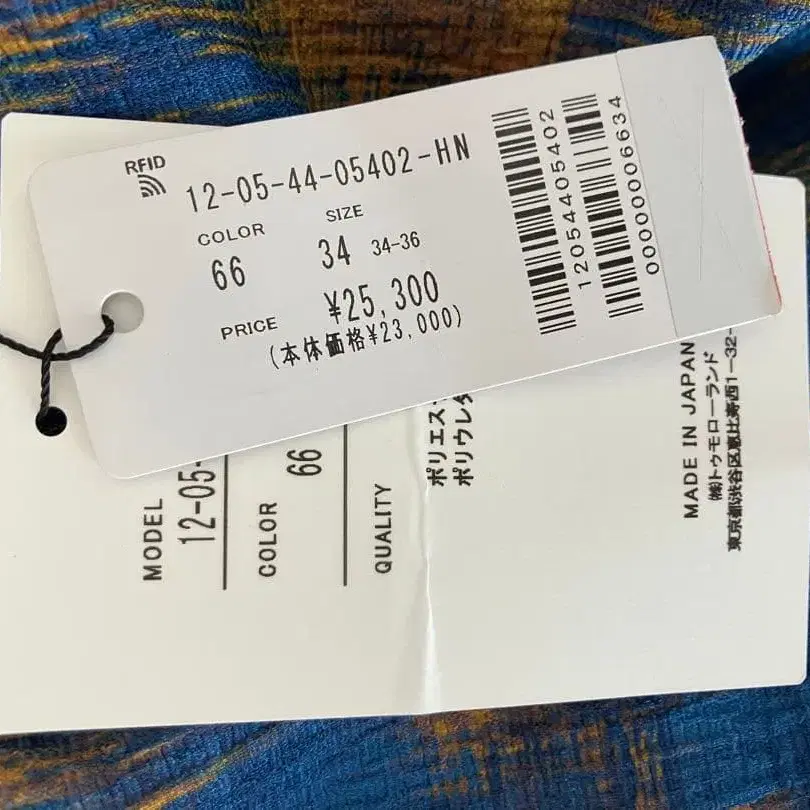 RFID
12-05-44-05402-HN
COLOR
SIZE
66
34 34-36
PRICE
¥25,300
(本体価格¥23,000)
12054405402
000000006634
MODEL
12-05-
COLOR
66
QUALITY
ポリエス
ポリウレタ
MADE IN JAPAN
㈱トゥモローランド
東京都渋谷区恵比寿西1-32-